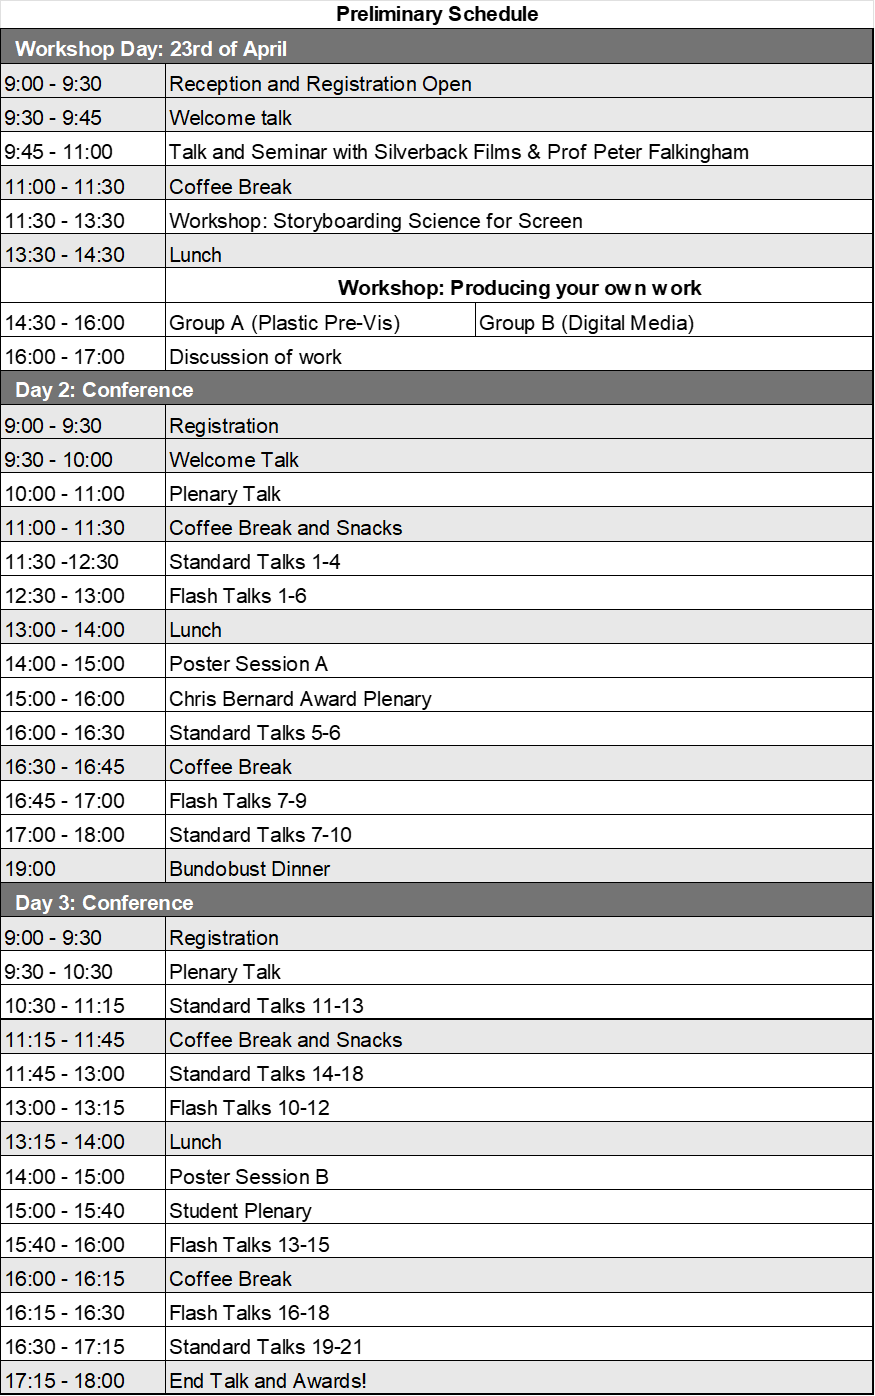 Preliminary Schedule
Workshop Day: 23rd of April
9:00 - 9:30 Reception and Registration Open
9:30 - 9:45 Welcome talk
9:45 - 11:00 Talk and Seminar with Silverback Films & Prof Peter Falkingham
11:00 - 11:30 Coffee Break
11:30 - 13:30 Workshop: Storyboarding Science for Screen
13:30 - 14:30 Lunch
Workshop: Producing your own work
14:30 - 16:00 Group A (Plastic Pre-Vis) Group B (Digital Media)
16:00 - 17:00 Discussion of work
Day 2: Conference
9:00 - 9:30 Registration
9:30 - 10:00 Welcome Talk
10:00 - 11:00 Plenary Talk
11:00 - 11:30 Coffee Break and Snacks
11:30 -12:30 Standard Talks 1-4
12:30 - 13:00 Flash Talks 1-6
13:00 - 14:00 Lunch
14:00 - 15:00 Poster Session A
15:00 - 16:00 Chris Bernard Award Plenary
16:00 - 16:30 Standard Talks 5-6
16:30 - 16:45 Coffee Break
16:45 - 17:00 Flash Talks 7-9
17:00 - 18:00 Standard Talks 7-10
19:00 Bundobust Dinner
Day 3: Conference
9:00 - 9:30 Registration
9:30 - 10:30 Plenary Talk
10:30 - 11:15 Standard Talks 11-13
11:15 - 11:45 Coffee Break and Snacks
11:45 - 13:00 Standard Talks 14-18
13:00 - 13:15 Flash Talks 10-12
13:15 - 14:00 Lunch
14:00 - 15:00 Poster Session B
15:00 - 15:40 Student Plenary
15:40 - 16:00 Flash Talks 13-15
16:00 - 16:15 Coffee Break
16:15 - 16:30 Flash Talks 16-18
16:30 - 17:15 Standard Talks 19-21
17:15 - 18:00 End Talk and Awards!